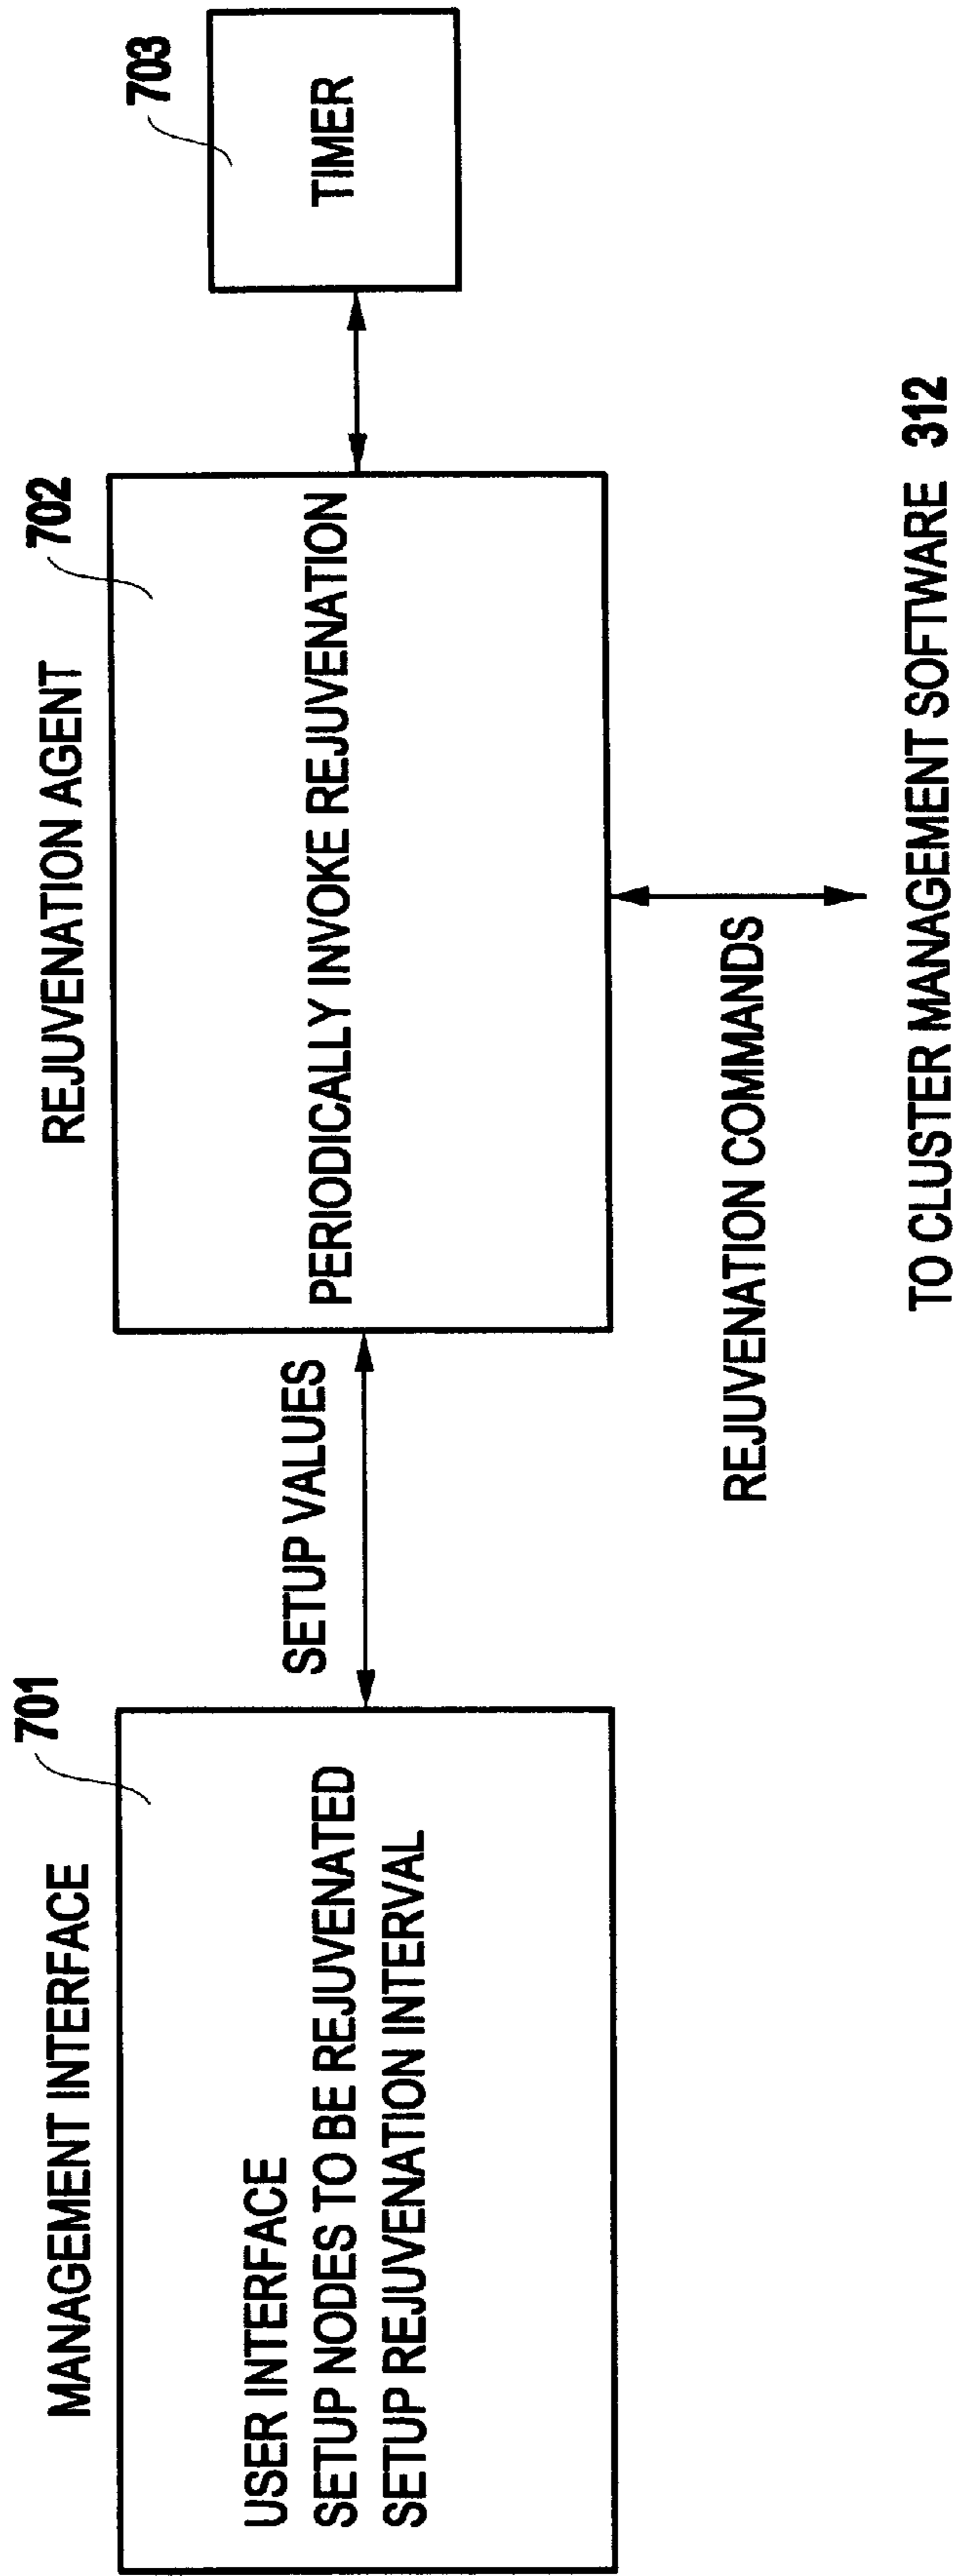 MANAGEMENT INTERFACE
701
USER INTERFACE
SETUP NODES TO BE REJUVENATED
SETUP REJUVENATION INTERVAL
SETUP VALUES
REJUVENATION AGENT
702
PERIODICALLY INVOKE REJUVENATION
703
TIMER
REJUVENATION COMMANDS
TO CLUSTER MANAGEMENT SOFTWARE 312